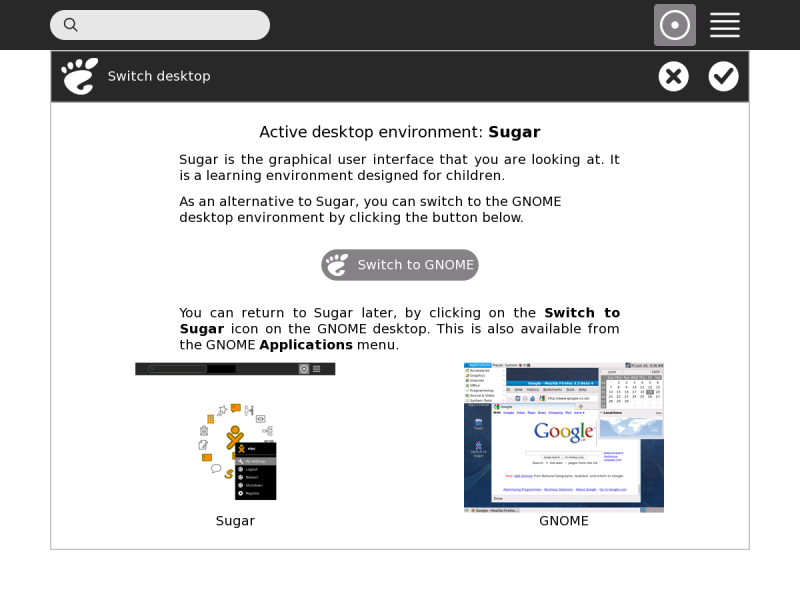 Switch desktop
Active desktop environment: Sugar
Sugar is the graphical user interface that you are looking at. It
is a learning environment designed for children.
As an alternative to Sugar, you can switch to the GNOME
desktop environment by clicking the button below.
Switch to GNOME
You can return to Sugar later, by clicking on the Switch to
Sugar icon on the GNOME desktop. This is also available from
the GNOME Applications menu.
Google
Sugar
GNOME